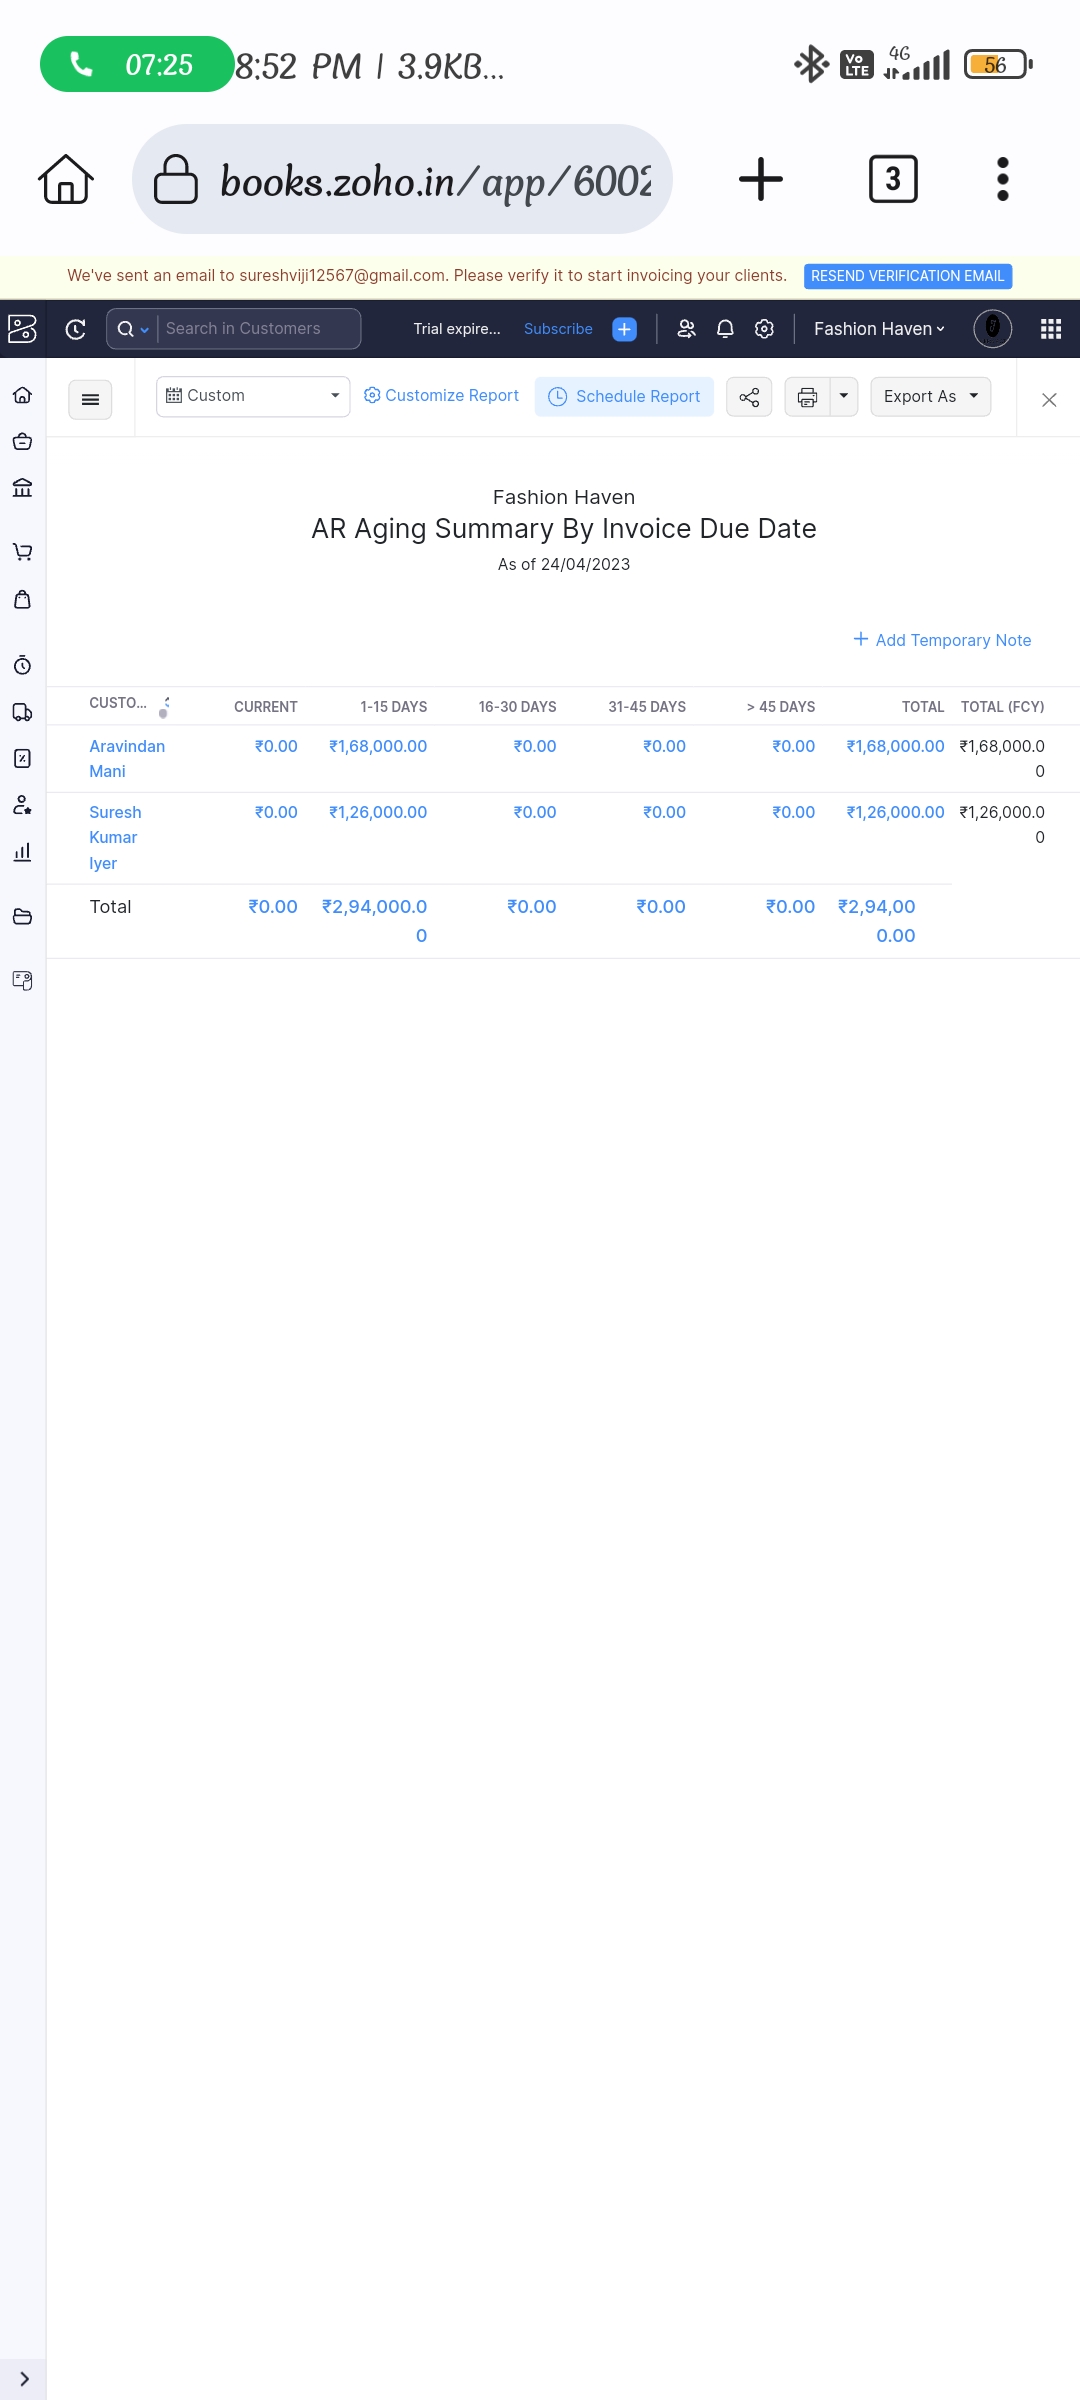 07:25 8:52 PM | 3.9KB... Vo LTE 4G 56
books.zoho.in/app/6002 3
We've sent an email to sureshviji12567@gmail.com. Please verify it to start invoicing your clients. RESEND VERIFICATION EMAIL
Search in Customers Trial expire... Subscribe Fashion Haven
Custom Customize Report Schedule Report Export As
Fashion Haven
AR Aging Summary By Invoice Due Date
As of 24/04/2023
+ Add Temporary Note
CUSTO... CURRENT 1-15 DAYS 16-30 DAYS 31-45 DAYS > 45 DAYS TOTAL TOTAL (FCY)
Aravindan ₹0.00 ₹1,68,000.00 ₹0.00 ₹0.00 ₹0.00 ₹1,68,000.00 ₹1,68,000.0
Mani 0
Suresh ₹0.00 ₹1,26,000.00 ₹0.00 ₹0.00 ₹0.00 ₹1,26,000.00 ₹1,26,000.0
Kumar 0
Iyer
Total ₹0.00 ₹2,94,000.0 ₹0.00 ₹0.00 ₹0.00 ₹2,94,00
0 0.00